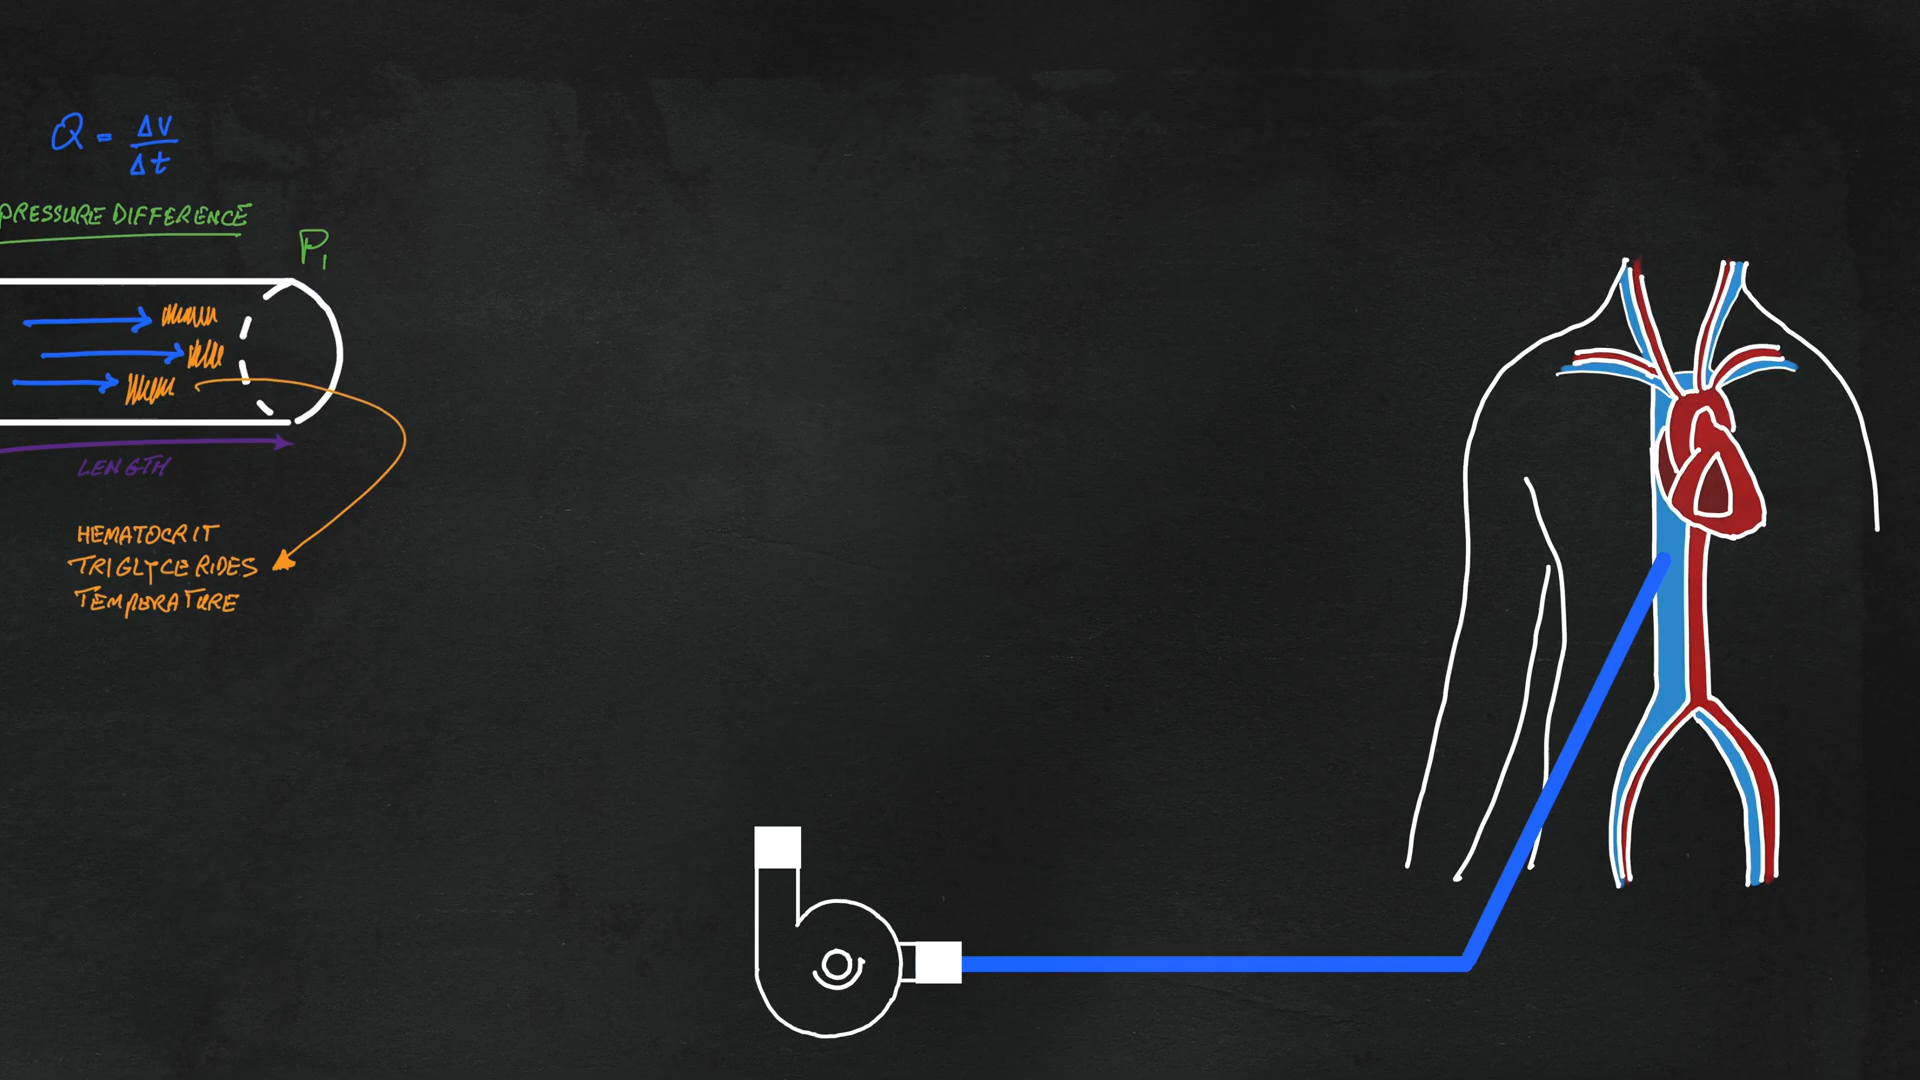 Q = ΔV/Δt
PRESSURE DIFFERENCE
P₁
LENGTH
HEMATOCRIT
TRIGLYCERIDES
TEMPERATURE